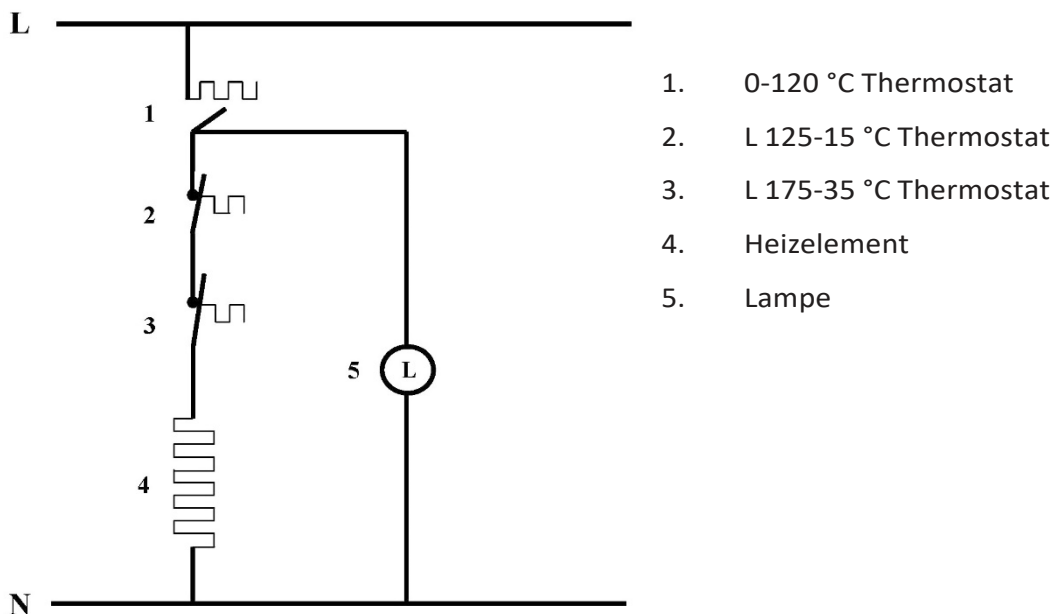 L
1. 0-120 °C Thermostat
1
2. L 125-15 °C Thermostat
3. L 175-35 °C Thermostat
2
4. Heizelement
5. Lampe
3
5
L
4
N